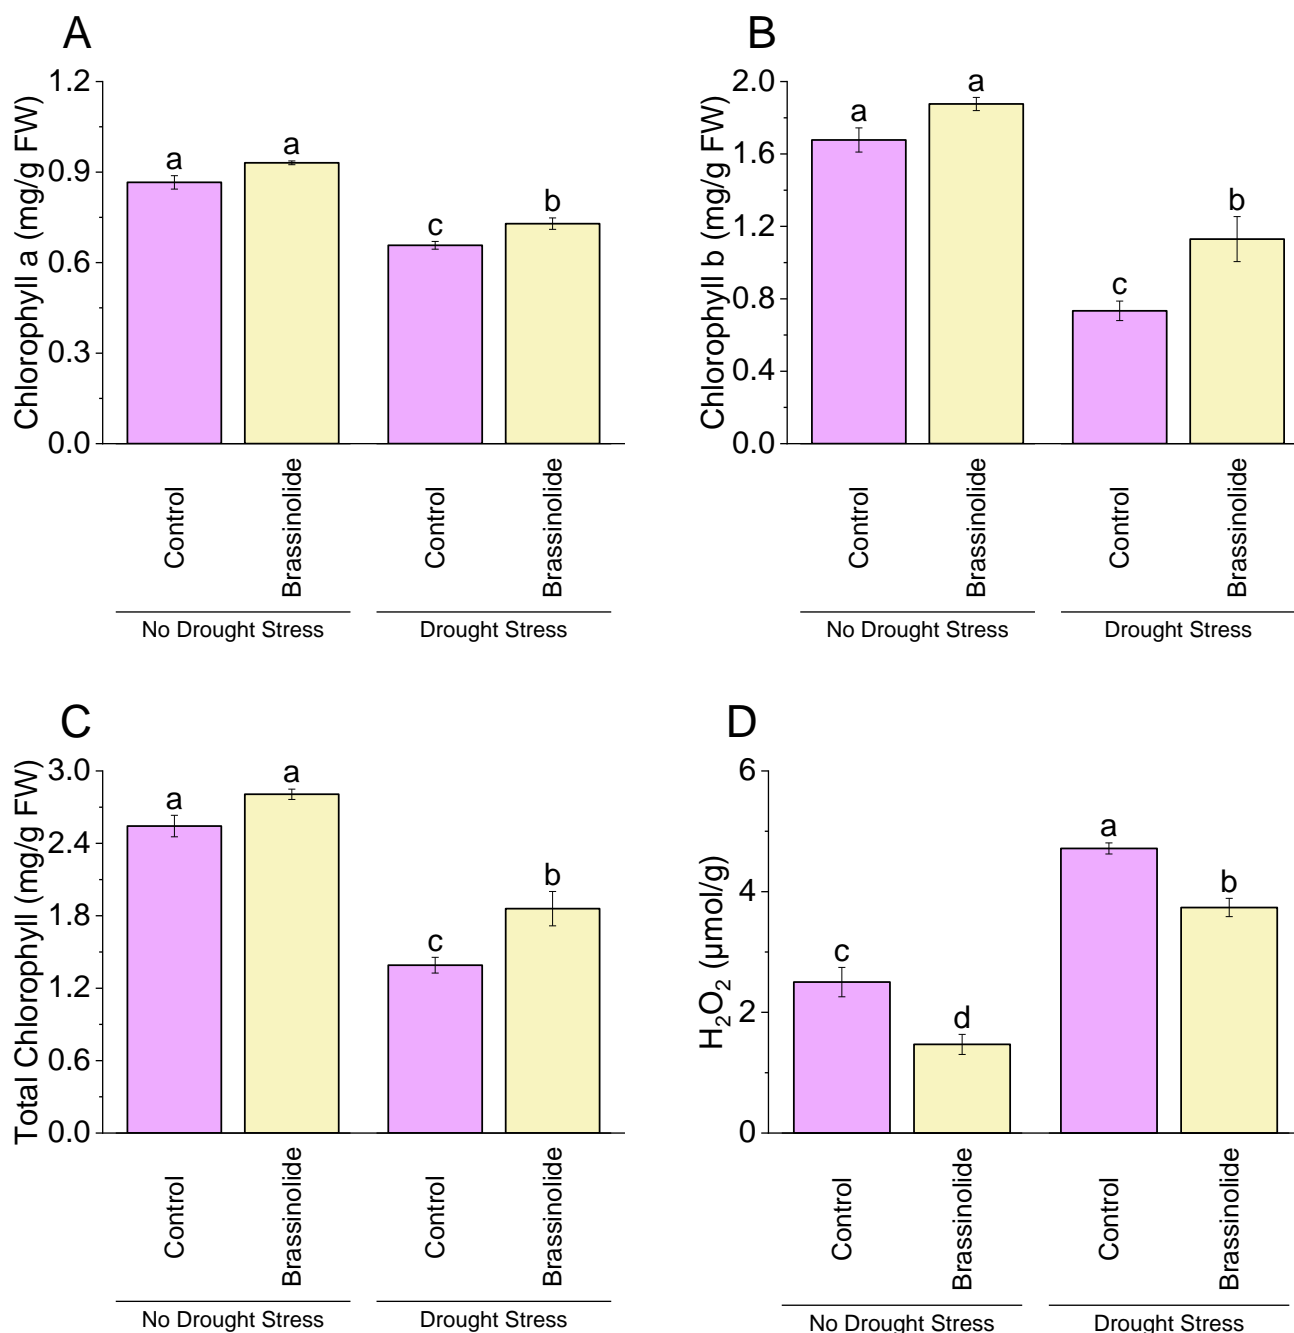 A
Chlorophyll a (mg/g FW)
1.2
0.9
0.6
0.3
0.0
a
a
c
b
Control
Brassinolide
Control
Brassinolide
No Drought Stress
Drought Stress
B
Chlorophyll b (mg/g FW)
2.0
1.6
1.2
0.8
0.4
0.0
a
a
c
b
Control
Brassinolide
Control
Brassinolide
No Drought Stress
Drought Stress
C
Total Chlorophyll (mg/g FW)
3.0
2.4
1.8
1.2
0.6
0.0
a
a
c
b
Control
Brassinolide
Control
Brassinolide
No Drought Stress
Drought Stress
D
H₂O₂ (μmol/g)
6
4
2
0
c
d
a
b
Control
Brassinolide
Control
Brassinolide
No Drought Stress
Drought Stress